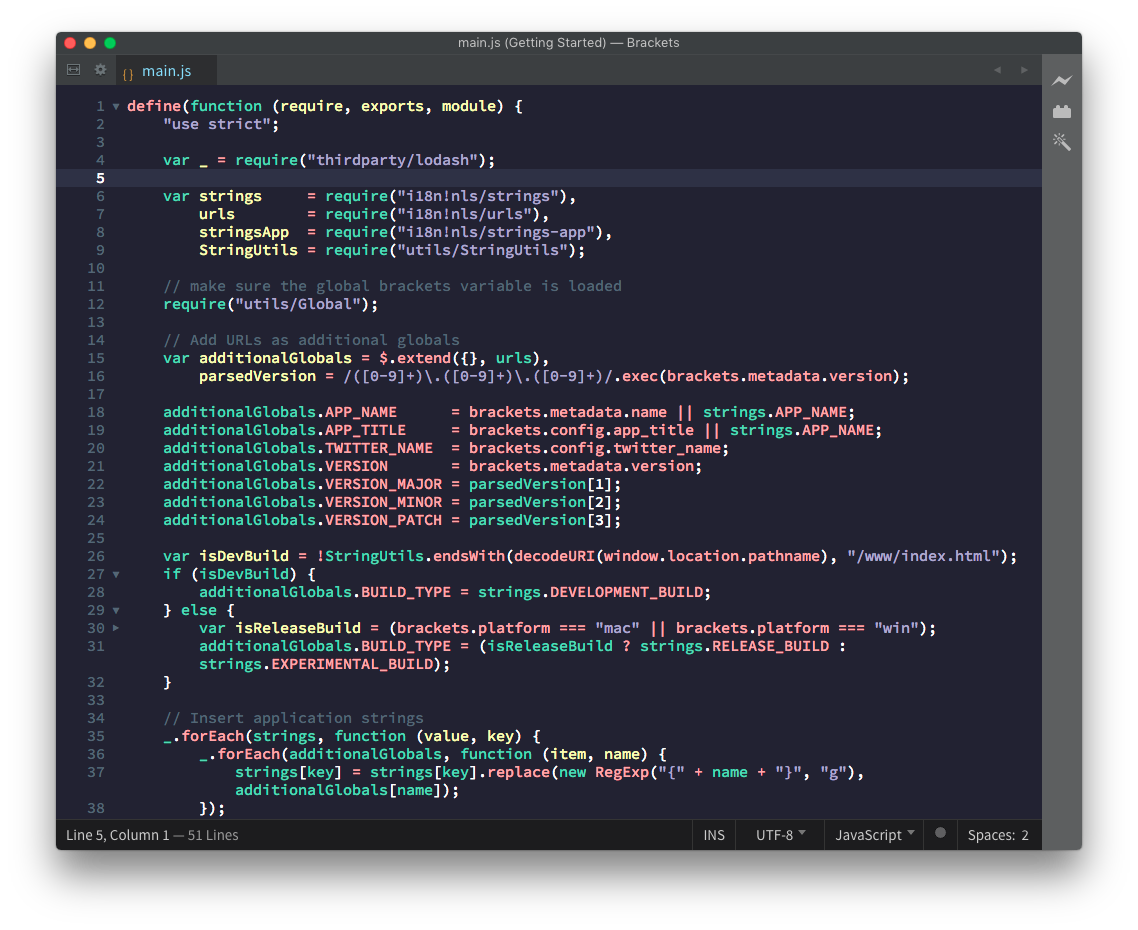 main.js (Getting Started) — Brackets
{} main.js
1 define(function (require, exports, module) {
2     "use strict";
3
4     var _ = require("thirdparty/lodash");
5
6     var strings     = require("i18n!nls/strings"),
7         urls        = require("i18n!nls/urls"),
8         stringsApp  = require("i18n!nls/strings-app"),
9         StringUtils = require("utils/StringUtils");
10
11     // make sure the global brackets variable is loaded
12     require("utils/Global");
13
14     // Add URLs as additional globals
15     var additionalGlobals = $.extend({}, urls),
16         parsedVersion = /([0-9]+)\.([0-9]+)\.([0-9]+)/.exec(brackets.metadata.version);
17
18     additionalGlobals.APP_NAME      = brackets.metadata.name || strings.APP_NAME;
19     additionalGlobals.APP_TITLE     = brackets.config.app_title || strings.APP_NAME;
20     additionalGlobals.TWITTER_NAME  = brackets.config.twitter_name;
21     additionalGlobals.VERSION       = brackets.metadata.version;
22     additionalGlobals.VERSION_MAJOR = parsedVersion[1];
23     additionalGlobals.VERSION_MINOR = parsedVersion[2];
24     additionalGlobals.VERSION_PATCH = parsedVersion[3];
25
26     var isDevBuild = !StringUtils.endsWith(decodeURI(window.location.pathname), "/www/index.html");
27     if (isDevBuild) {
28         additionalGlobals.BUILD_TYPE = strings.DEVELOPMENT_BUILD;
29     } else {
30         var isReleaseBuild = (brackets.platform === "mac" || brackets.platform === "win");
31         additionalGlobals.BUILD_TYPE = (isReleaseBuild ? strings.RELEASE_BUILD :
        strings.EXPERIMENTAL_BUILD);
32     }
33
34     // Insert application strings
35     _.forEach(strings, function (value, key) {
36         _.forEach(additionalGlobals, function (item, name) {
37             strings[key] = strings[key].replace(new RegExp("{" + name + "}", "g"),
            additionalGlobals[name]);
38         });
Line 5, Column 1 — 51 Lines INS UTF-8 JavaScript Spaces: 2